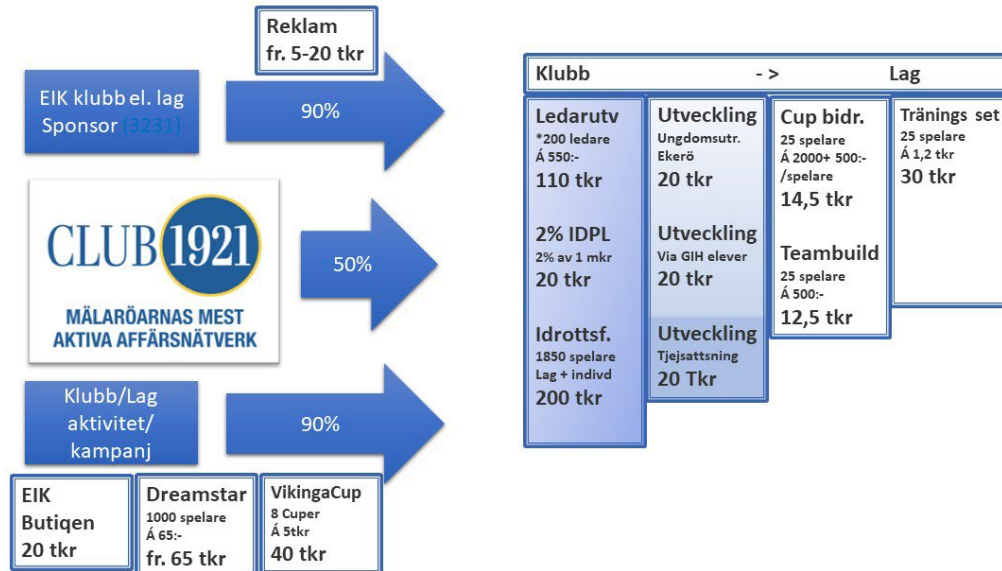 Reklam
fr. 5-20 tkr
EIK klubb el. lag
Sponsor (3231)
90%
CLUB 1921
MÄLARÖARNAS MEST
AKTIVA AFFÄRSNÄTVERK
50%
Klubb/Lag
aktivitet/
kampanj
90%
EIK
Butiqen
20 tkr
Dreamstar
1000 spelare
Á 65:-
fr. 65 tkr
VikingaCup
8 Cuper
Á 5tkr
40 tkr
Klubb - > Lag
Ledarutv
*200 ledare
Á 550:-
110 tkr
2% IDPL
2% av 1 mkr
20 tkr
Idrottsf.
1850 spelare
Lag + indivd
200 tkr
Utveckling
Ungdomsutr.
Ekerö
20 tkr
Utveckling
Via GIH elever
20 tkr
Utveckling
Tjejsattsning
20 Tkr
Cup bidr.
25 spelare
Á 2000+ 500:-
/spelare
14,5 tkr
Teambuild
25 spelare
Á 500:-
12,5 tkr
Tränings set
25 spelare
Á 1,2 tkr
30 tkr